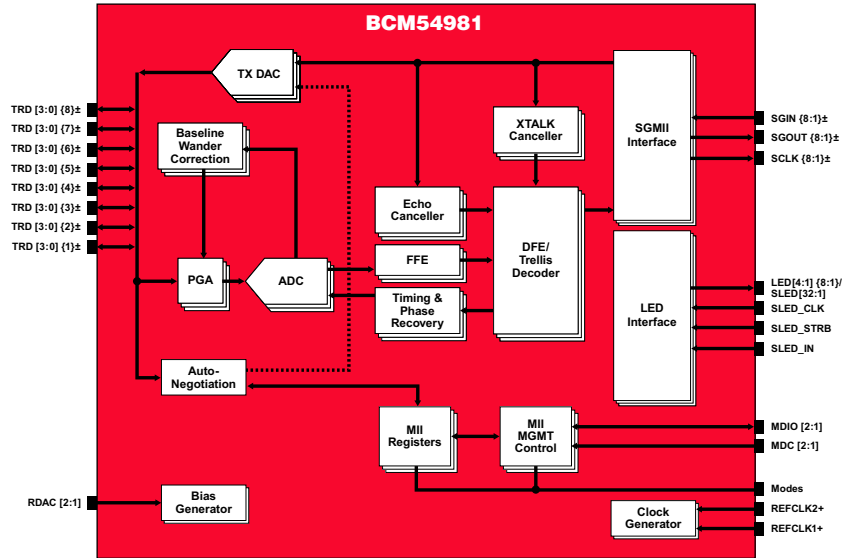 BCM54981
TX DAC
TRD [3:0] {8}±
TRD [3:0] {7}±
TRD [3:0] {6}±
TRD [3:0] {5}±
TRD [3:0] {4}±
TRD [3:0] {3}±
TRD [3:0] {2}±
TRD [3:0] {1}±
Baseline
Wander
Correction
XTALK
Canceller
SGMII
Interface
SGIN {8:1}±
SGOUT {8:1}±
SCLK {8:1}±
Echo
Canceller
DFE/
Trellis
Decoder
FFE
PGA
ADC
Timing &
Phase
Recovery
LED
Interface
LED[4:1] {8:1}/
SLED[32:1]
SLED_CLK
SLED_STRB
SLED_IN
Auto-
Negotiation
MII
Registers
MII
MGMT
Control
MDIO [2:1]
MDC [2:1]
Modes
RDAC [2:1]
Bias
Generator
Clock
Generator
REFCLK2+
REFCLK1+